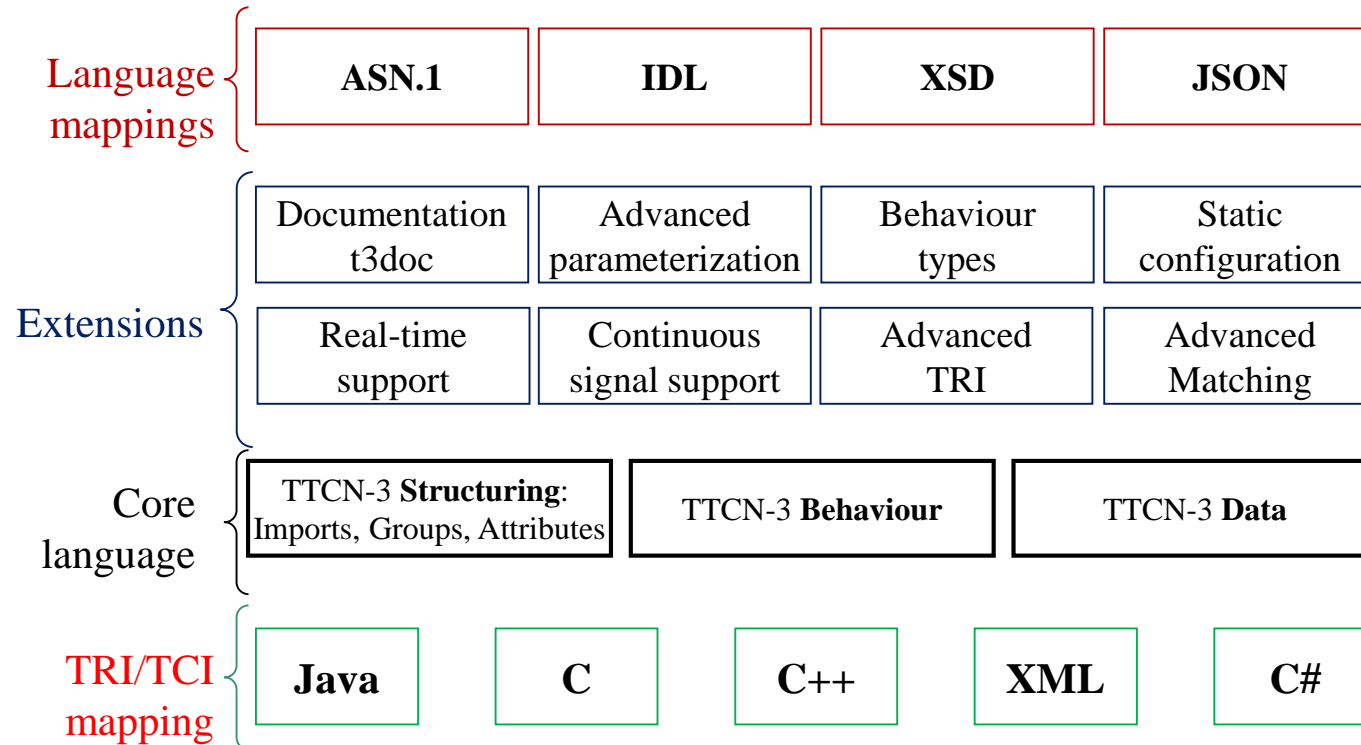 Language
mappings
ASN.1
IDL
XSD
JSON
Extensions
Documentation
t3doc
Advanced
parameterization
Behaviour
types
Static
configuration
Real-time
support
Continuous
signal support
Advanced
TRI
Advanced
Matching
Core
language
TTCN-3 Structuring:
Imports, Groups, Attributes
TTCN-3 Behaviour
TTCN-3 Data
TRI/TCI
mapping
Java
C
C++
XML
C#